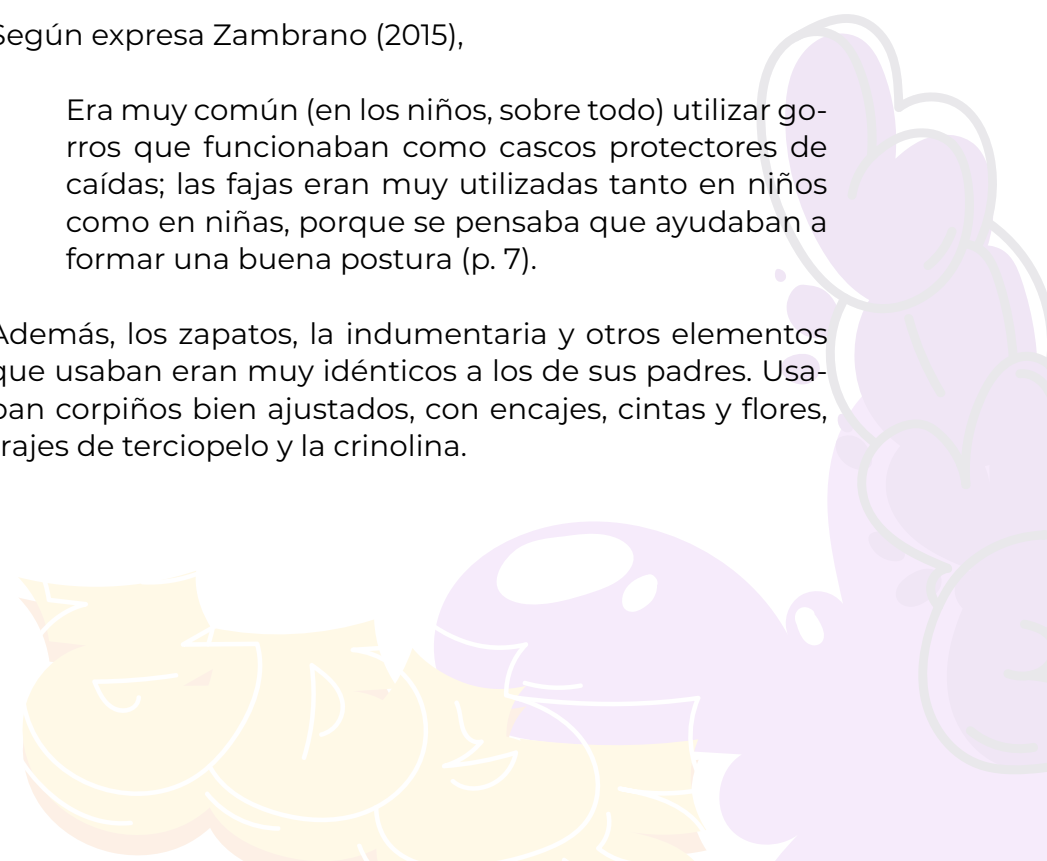 Según expresa Zambrano (2015),
Era muy común (en los niños, sobre todo) utilizar go-
rros que funcionaban como cascos protectores de
caídas; las fajas eran muy utilizadas tanto en niños
como en niñas, porque se pensaba que ayudaban a
formar una buena postura (p. 7).
Además, los zapatos, la indumentaria y otros elementos
que usaban eran muy idénticos a los de sus padres. Usa-
ban corpiños bien ajustados, con encajes, cintas y flores,
trajes de terciopelo y la crinolina.